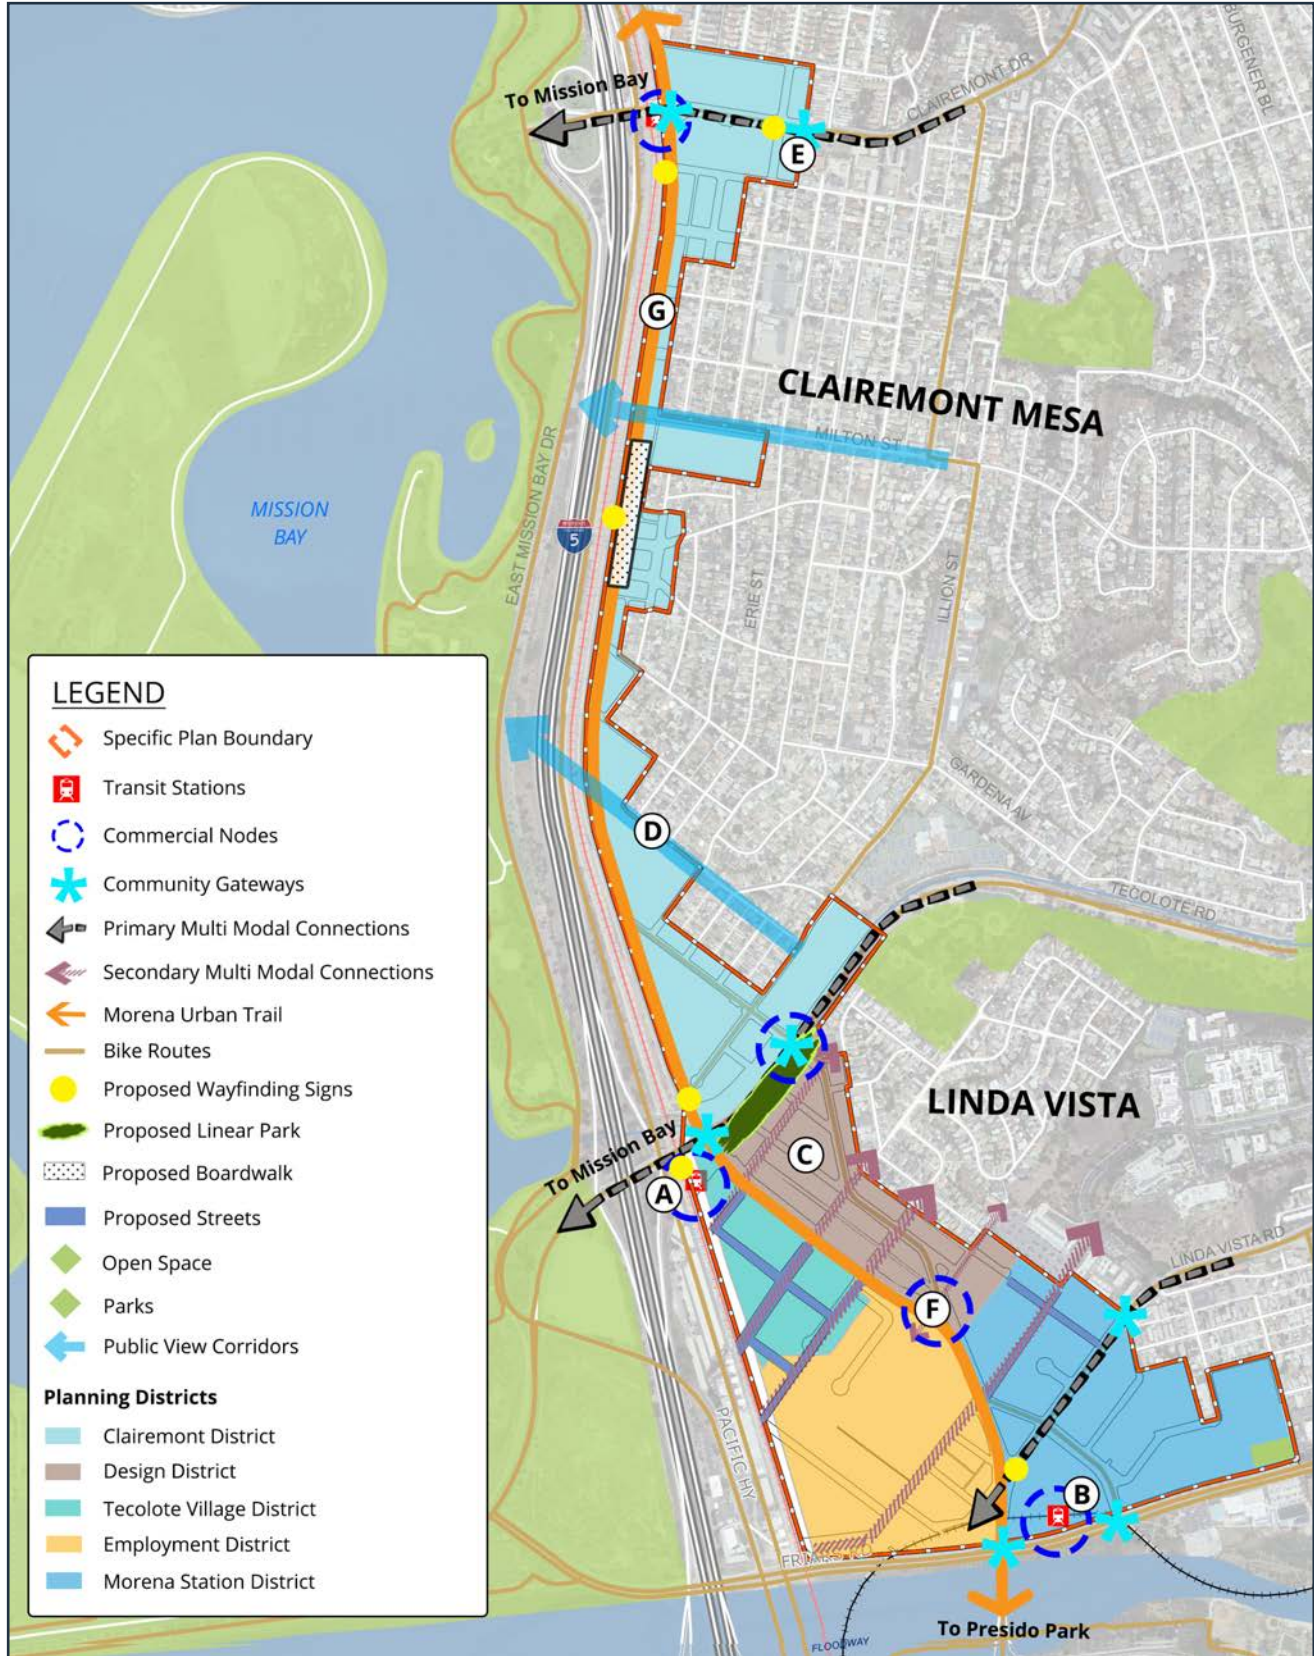 BURGENER BL
CLAIREMONT DR
To Mission Bay
E
G
CLAIREMONT MESA
MILTON ST
MISSION
BAY
EAST MISSION BAY DR
5
ERIE ST
ILLION ST
GARDENA AV
D
TECOLOTE RD
LINDA VISTA
To Mission Bay
C
A
F
LINDA VISTA RD
PACIFIC HY
B
FRIARS RD
To Presido Park
FLOODWAY
LEGEND
Specific Plan Boundary
Transit Stations
Commercial Nodes
Community Gateways
Primary Multi Modal Connections
Secondary Multi Modal Connections
Morena Urban Trail
Bike Routes
Proposed Wayfinding Signs
Proposed Linear Park
Proposed Boardwalk
Proposed Streets
Open Space
Parks
Public View Corridors
Planning Districts
Clairemont District
Design District
Tecolote Village District
Employment District
Morena Station District